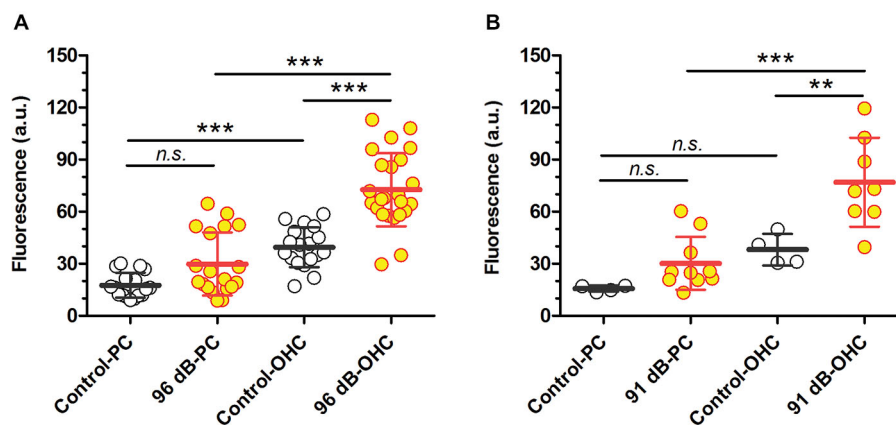 A
Fluorescence (a.u.)
150
120
90
60
30
0
***
***
***
n.s.
Control-PC
96 dB-PC
Control-OHC
96 dB-OHC
B
Fluorescence (a.u.)
150
120
90
60
30
0
***
**
n.s.
n.s.
Control-PC
91 dB-PC
Control-OHC
91 dB-OHC